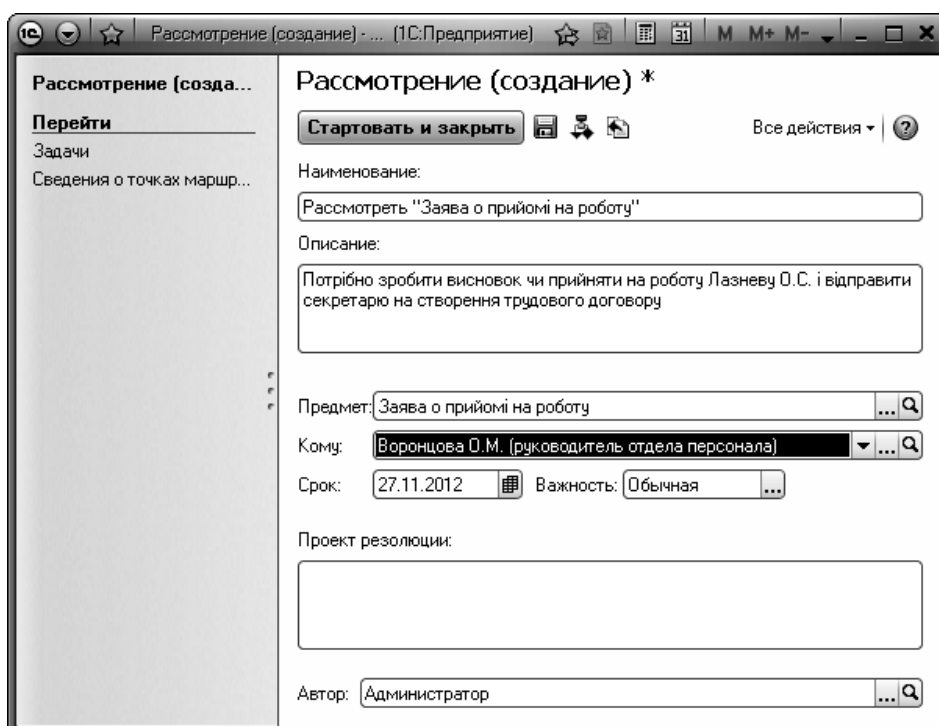 1С Рассмотрение (создание) - ... (1С:Предприятие) 31 M M+ M-
Рассмотрение (созда...
Перейти
Задачи
Сведения о точках маршр...
Рассмотрение (создание) *
Стартовать и закрыть Все действия ?
Наименование:
Рассмотреть "Заява о прийомі на роботу"
Описание:
Потрібно зробити висновок чи прийняти на роботу Лазневу О.С. і відправити
секретарю на створення трудового договору
Предмет: Заява о прийомі на роботу ...
Кому: Воронцова О.М. (руководитель отдела персонала) ...
Срок: 27.11.2012 Важность: Обычная ...
Проект резолюции:
Автор: Администратор ...